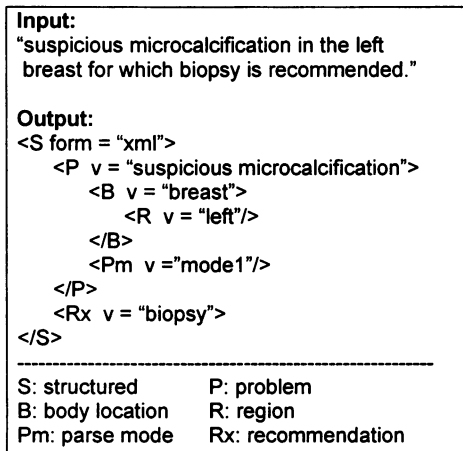 Input:
“suspicious microcalcification in the left
breast for which biopsy is recommended.”
Output:
<S form = “xml”>
<P v = “suspicious microcalcification”>
<B v = “breast”>
<R v = “left”/>
</B>
<Pm v =”mode1”/>
</P>
<Rx v = “biopsy”>
</S>
S: structured P: problem
B: body location R: region
Pm: parse mode Rx: recommendation